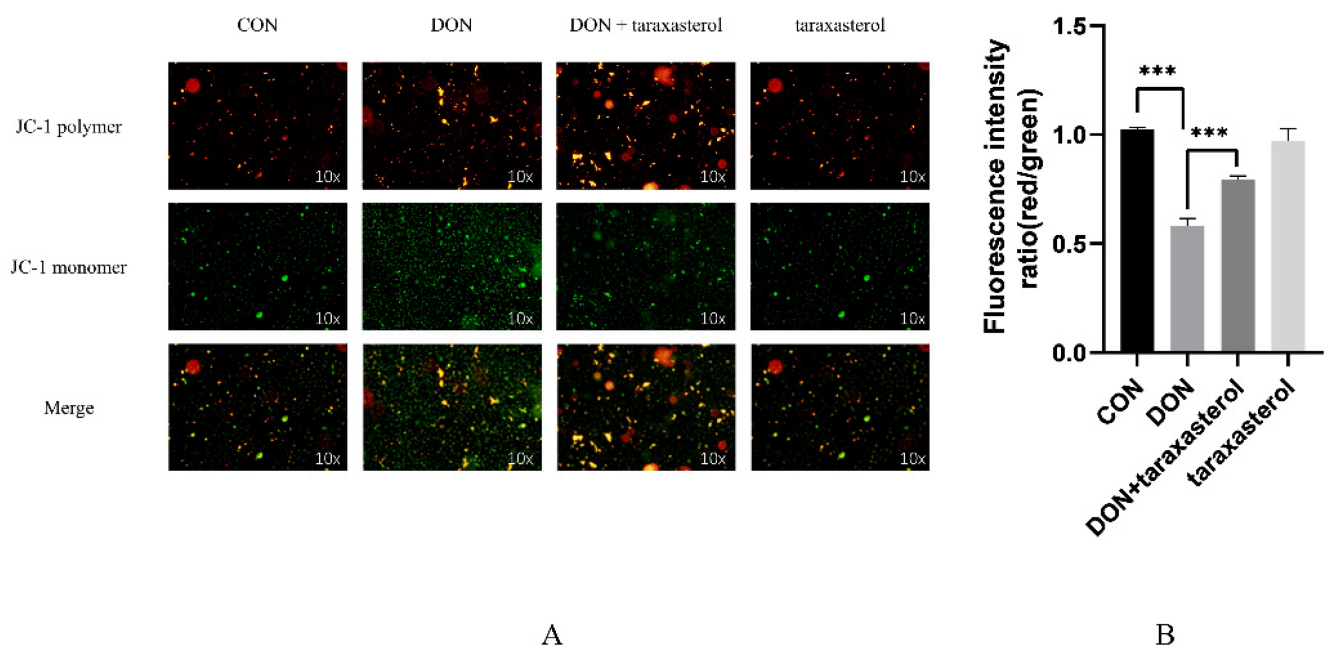 CON DON DON + taraxasterol taraxasterol
JC-1 polymer
10x 10x 10x 10x
JC-1 monomer
10x 10x 10x 10x
Merge
10x 10x 10x 10x
A
Fluorescence intensity
ratio(red/green)
1.5
1.0
0.5
0.0
***
***
CON
DON
DON+taraxasterol
taraxasterol
B